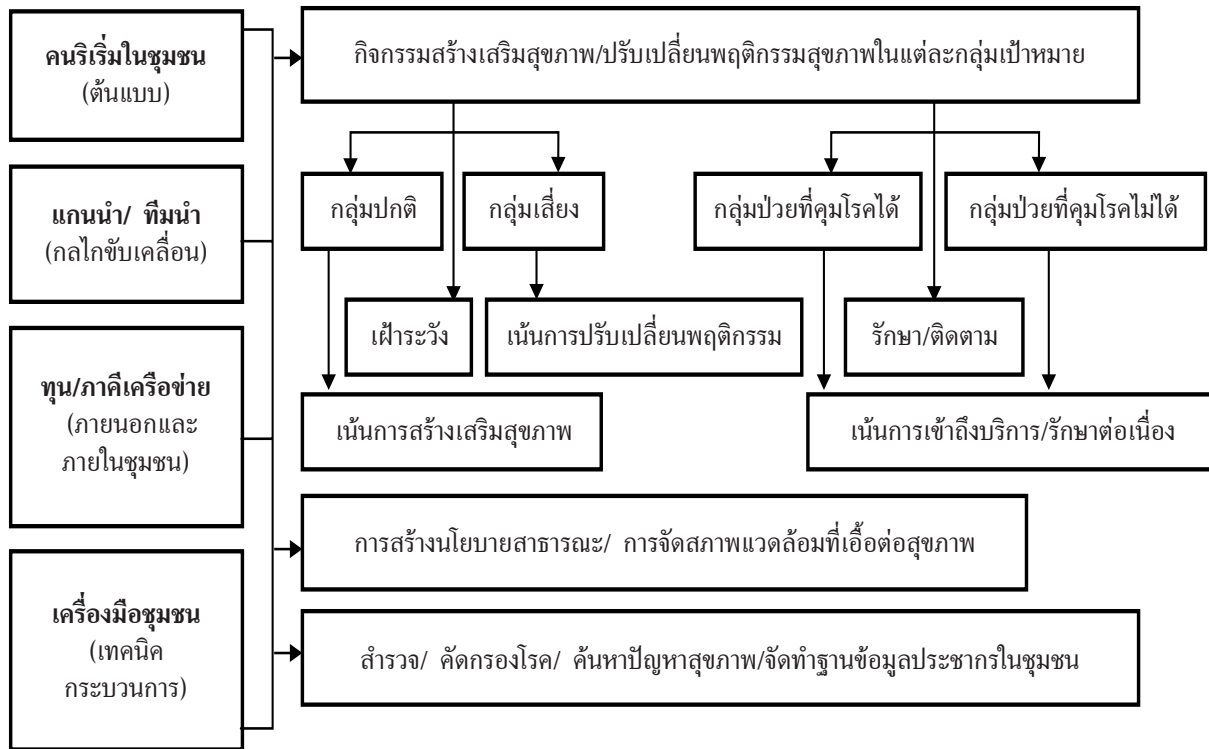 คนริเริ่มในชุมชน
(ต้นแบบ)
แกนนำ/ ทีมนำ
(กลไกขับเคลื่อน)
ทุน/ภาคีเครือข่าย
(ภายนอกและ
ภายในชุมชน)
เครื่องมือชุมชน
(เทคนิค
กระบวนการ)
กิจกรรมสร้างเสริมสุขภาพ/ปรับเปลี่ยนพฤติกรรมสุขภาพในแต่ละกลุ่มเป้าหมาย
กลุ่มปกติ
กลุ่มเสี่ยง
กลุ่มป่วยที่คุมโรคได้
กลุ่มป่วยที่คุมโรคไม่ได้
เฝ้าระวัง
เน้นการปรับเปลี่ยนพฤติกรรม
รักษา/ติดตาม
เน้นการสร้างเสริมสุขภาพ
เน้นการเข้าถึงบริการ/รักษาต่อเนื่อง
การสร้างนโยบายสาธารณะ/ การจัดสภาพแวดล้อมที่เอื้อต่อสุขภาพ
สำรวจ/ คัดกรองโรค/ ค้นหาปัญหาสุขภาพ/จัดทำฐานข้อมูลประชากรในชุมชน